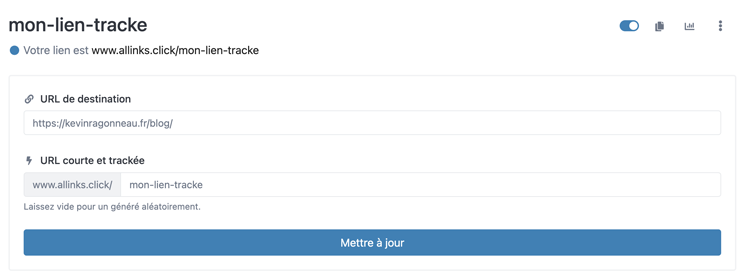 mon-lien-tracke
Votre lien est www.allinks.click/mon-lien-tracke
URL de destination
https://kevinragonneau.fr/blog/
URL courte et trackée
www.allinks.click/ mon-lien-tracke
Laissez vide pour un généré aléatoirement.
Mettre à jour